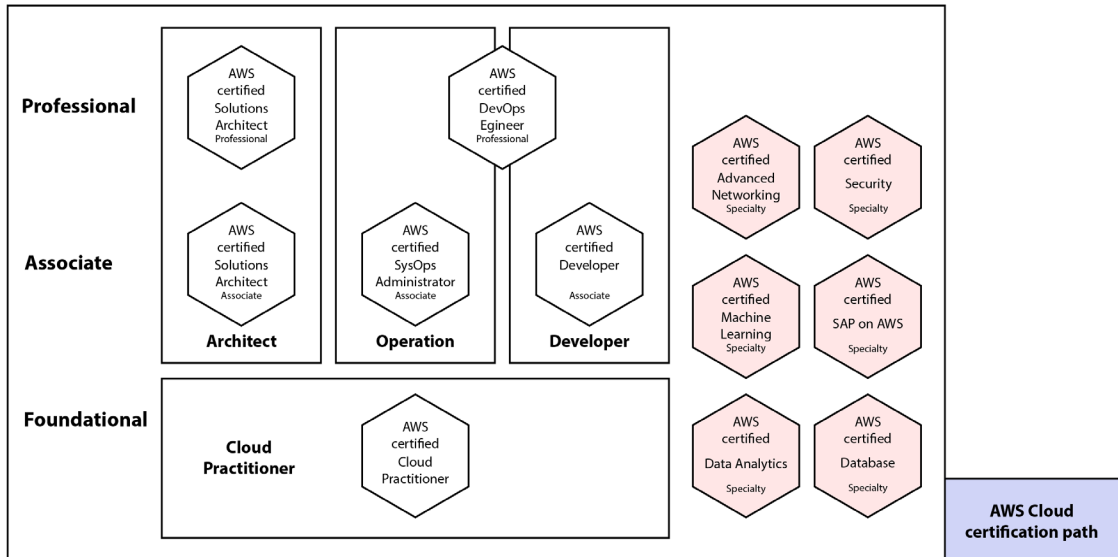 Professional
AWS
certified
Solutions
Architect
Professional
AWS
certified
DevOps
Egineer
Professional
Associate
AWS
certified
Solutions
Architect
Associate
Architect
AWS
certified
SysOps
Administrator
Associate
Operation
AWS
certified
Developer
Associate
Developer
Foundational
Cloud
Practitioner
AWS
certified
Cloud
Practitioner
AWS
certified
Advanced
Networking
Specialty
AWS
certified
Security
Specialty
AWS
certified
Machine
Learning
Specialty
AWS
certified
SAP on AWS
Specialty
AWS
certified
Data Analytics
Specialty
AWS
certified
Database
Specialty
AWS Cloud
certification path